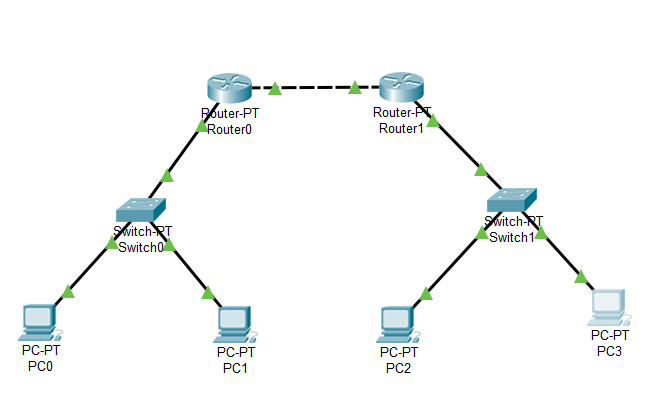 Router-PT
Router0
Router-PT
Router1
Switch-PT
Switch0
Switch-PT
Switch1
PC-PT
PC0
PC-PT
PC1
PC-PT
PC2
PC-PT
PC3